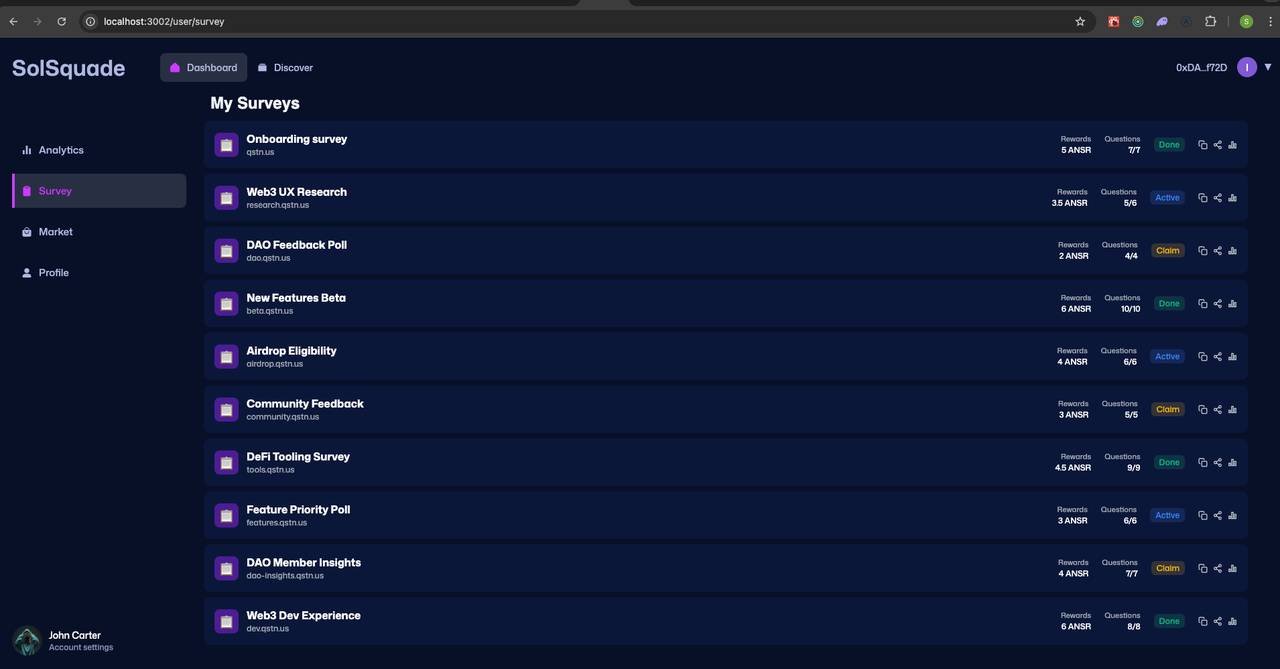 localhost:3002/user/survey
S
SolSquade
Dashboard
Discover
0xDA...f72D
I
My Surveys
Analytics
Survey
Market
Profile
Onboarding survey
qstn.us
Rewards Questions
5 ANSR 7/7
Done
Web3 UX Research
research.qstn.us
Rewards Questions
3.5 ANSR 5/6
Active
DAO Feedback Poll
dao.qstn.us
Rewards Questions
2 ANSR 4/4
Claim
New Features Beta
beta.qstn.us
Rewards Questions
6 ANSR 10/10
Done
Airdrop Eligibility
airdrop.qstn.us
Rewards Questions
4 ANSR 6/6
Active
Community Feedback
community.qstn.us
Rewards Questions
3 ANSR 5/5
Claim
DeFi Tooling Survey
tools.qstn.us
Rewards Questions
4.5 ANSR 9/9
Done
Feature Priority Poll
features.qstn.us
Rewards Questions
3 ANSR 6/6
Active
DAO Member Insights
dao-insights.qstn.us
Rewards Questions
4 ANSR 7/7
Claim
Web3 Dev Experience
dev.qstn.us
Rewards Questions
6 ANSR 8/8
Done
John Carter
Account settings